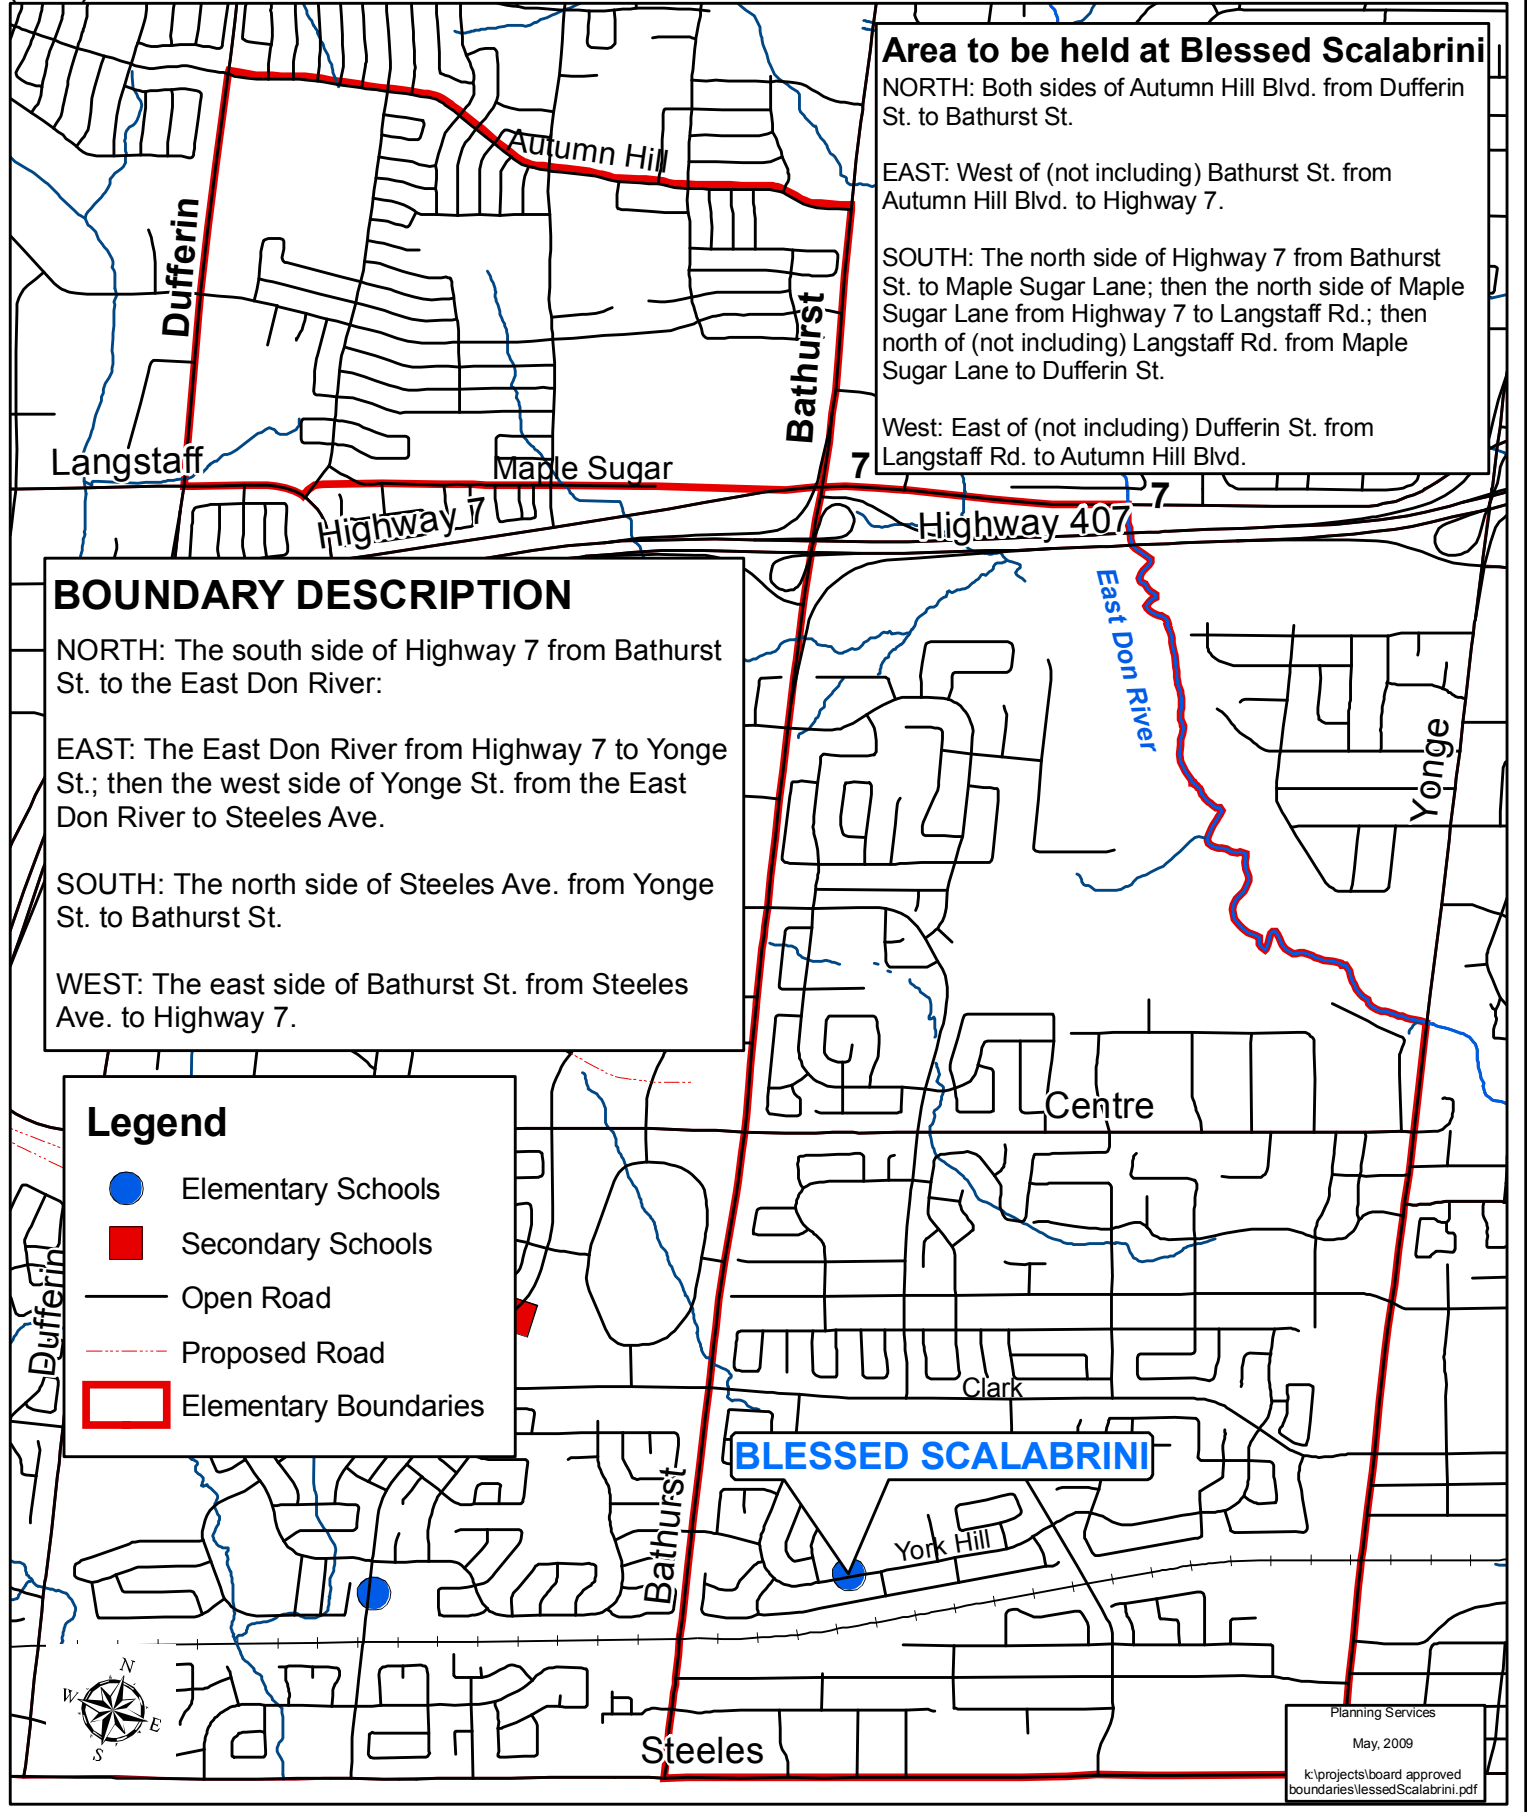 Area to be held at Blessed Scalabrini
NORTH: Both sides of Autumn Hill Blvd. from Dufferin
St. to Bathurst St.
EAST: West of (not including) Bathurst St. from
Autumn Hill Blvd. to Highway 7.
SOUTH: The north side of Highway 7 from Bathurst
St. to Maple Sugar Lane; then the north side of Maple
Sugar Lane from Highway 7 to Langstaff Rd.; then
north of (not including) Langstaff Rd. from Maple
Sugar Lane to Dufferin St.
West: East of (not including) Dufferin St. from
Langstaff Rd. to Autumn Hill Blvd.
Autumn Hill
Dufferin
Bathurst
Langstaff
Maple Sugar
7
7
Highway 7
Highway 407
East Don River
Yonge
BOUNDARY DESCRIPTION
NORTH: The south side of Highway 7 from Bathurst
St. to the East Don River:
EAST: The East Don River from Highway 7 to Yonge
St.; then the west side of Yonge St. from the East
Don River to Steeles Ave.
SOUTH: The north side of Steeles Ave. from Yonge
St. to Bathurst St.
WEST: The east side of Bathurst St. from Steeles
Ave. to Highway 7.
Centre
Legend
Elementary Schools
Secondary Schools
Open Road
Proposed Road
Elementary Boundaries
Dufferin
Clark
BLESSED SCALABRINI
Bathurst
York Hill
N
W
E
S
Steeles
Planning Services
May, 2009
k:\projects\board approved
boundaries\lessedScalabrini.pdf